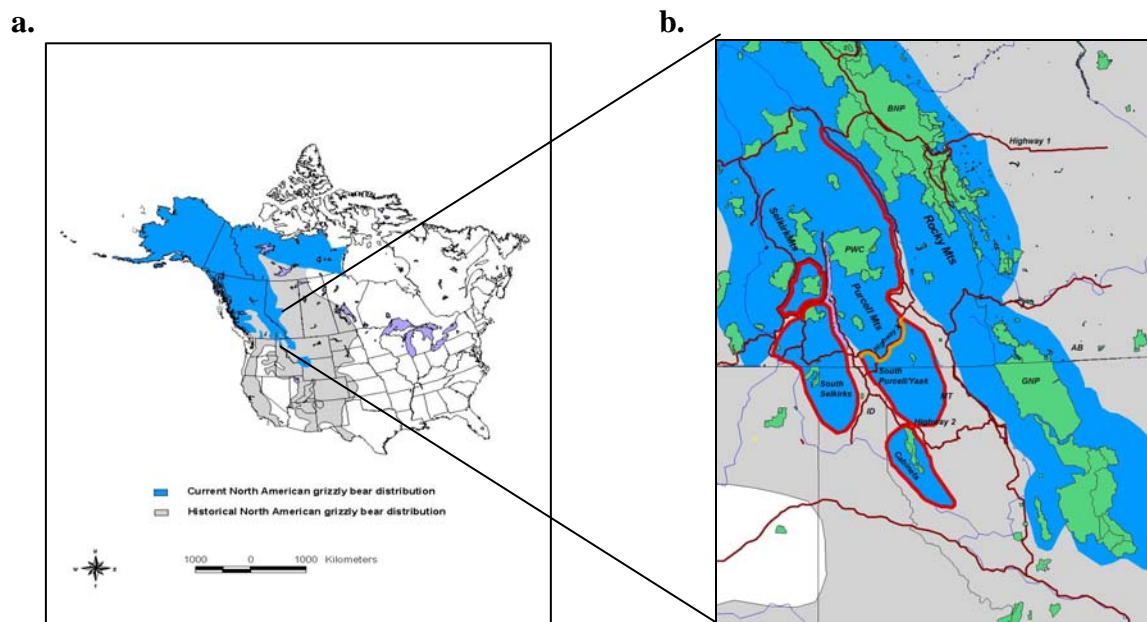 a.
b.
Current North American grizzly bear distribution
Historical North American grizzly bear distribution
1000 0 1000 Kilometers
N
W E
S
BNP
Highway 1
Rocky Mts
Selkirk Mts
PWC
Purcell Mts
Highway 3
AB
GNP
South
Selkirks
South
Purcell/Yaak
MT
ID
Highway 2
Cabinets